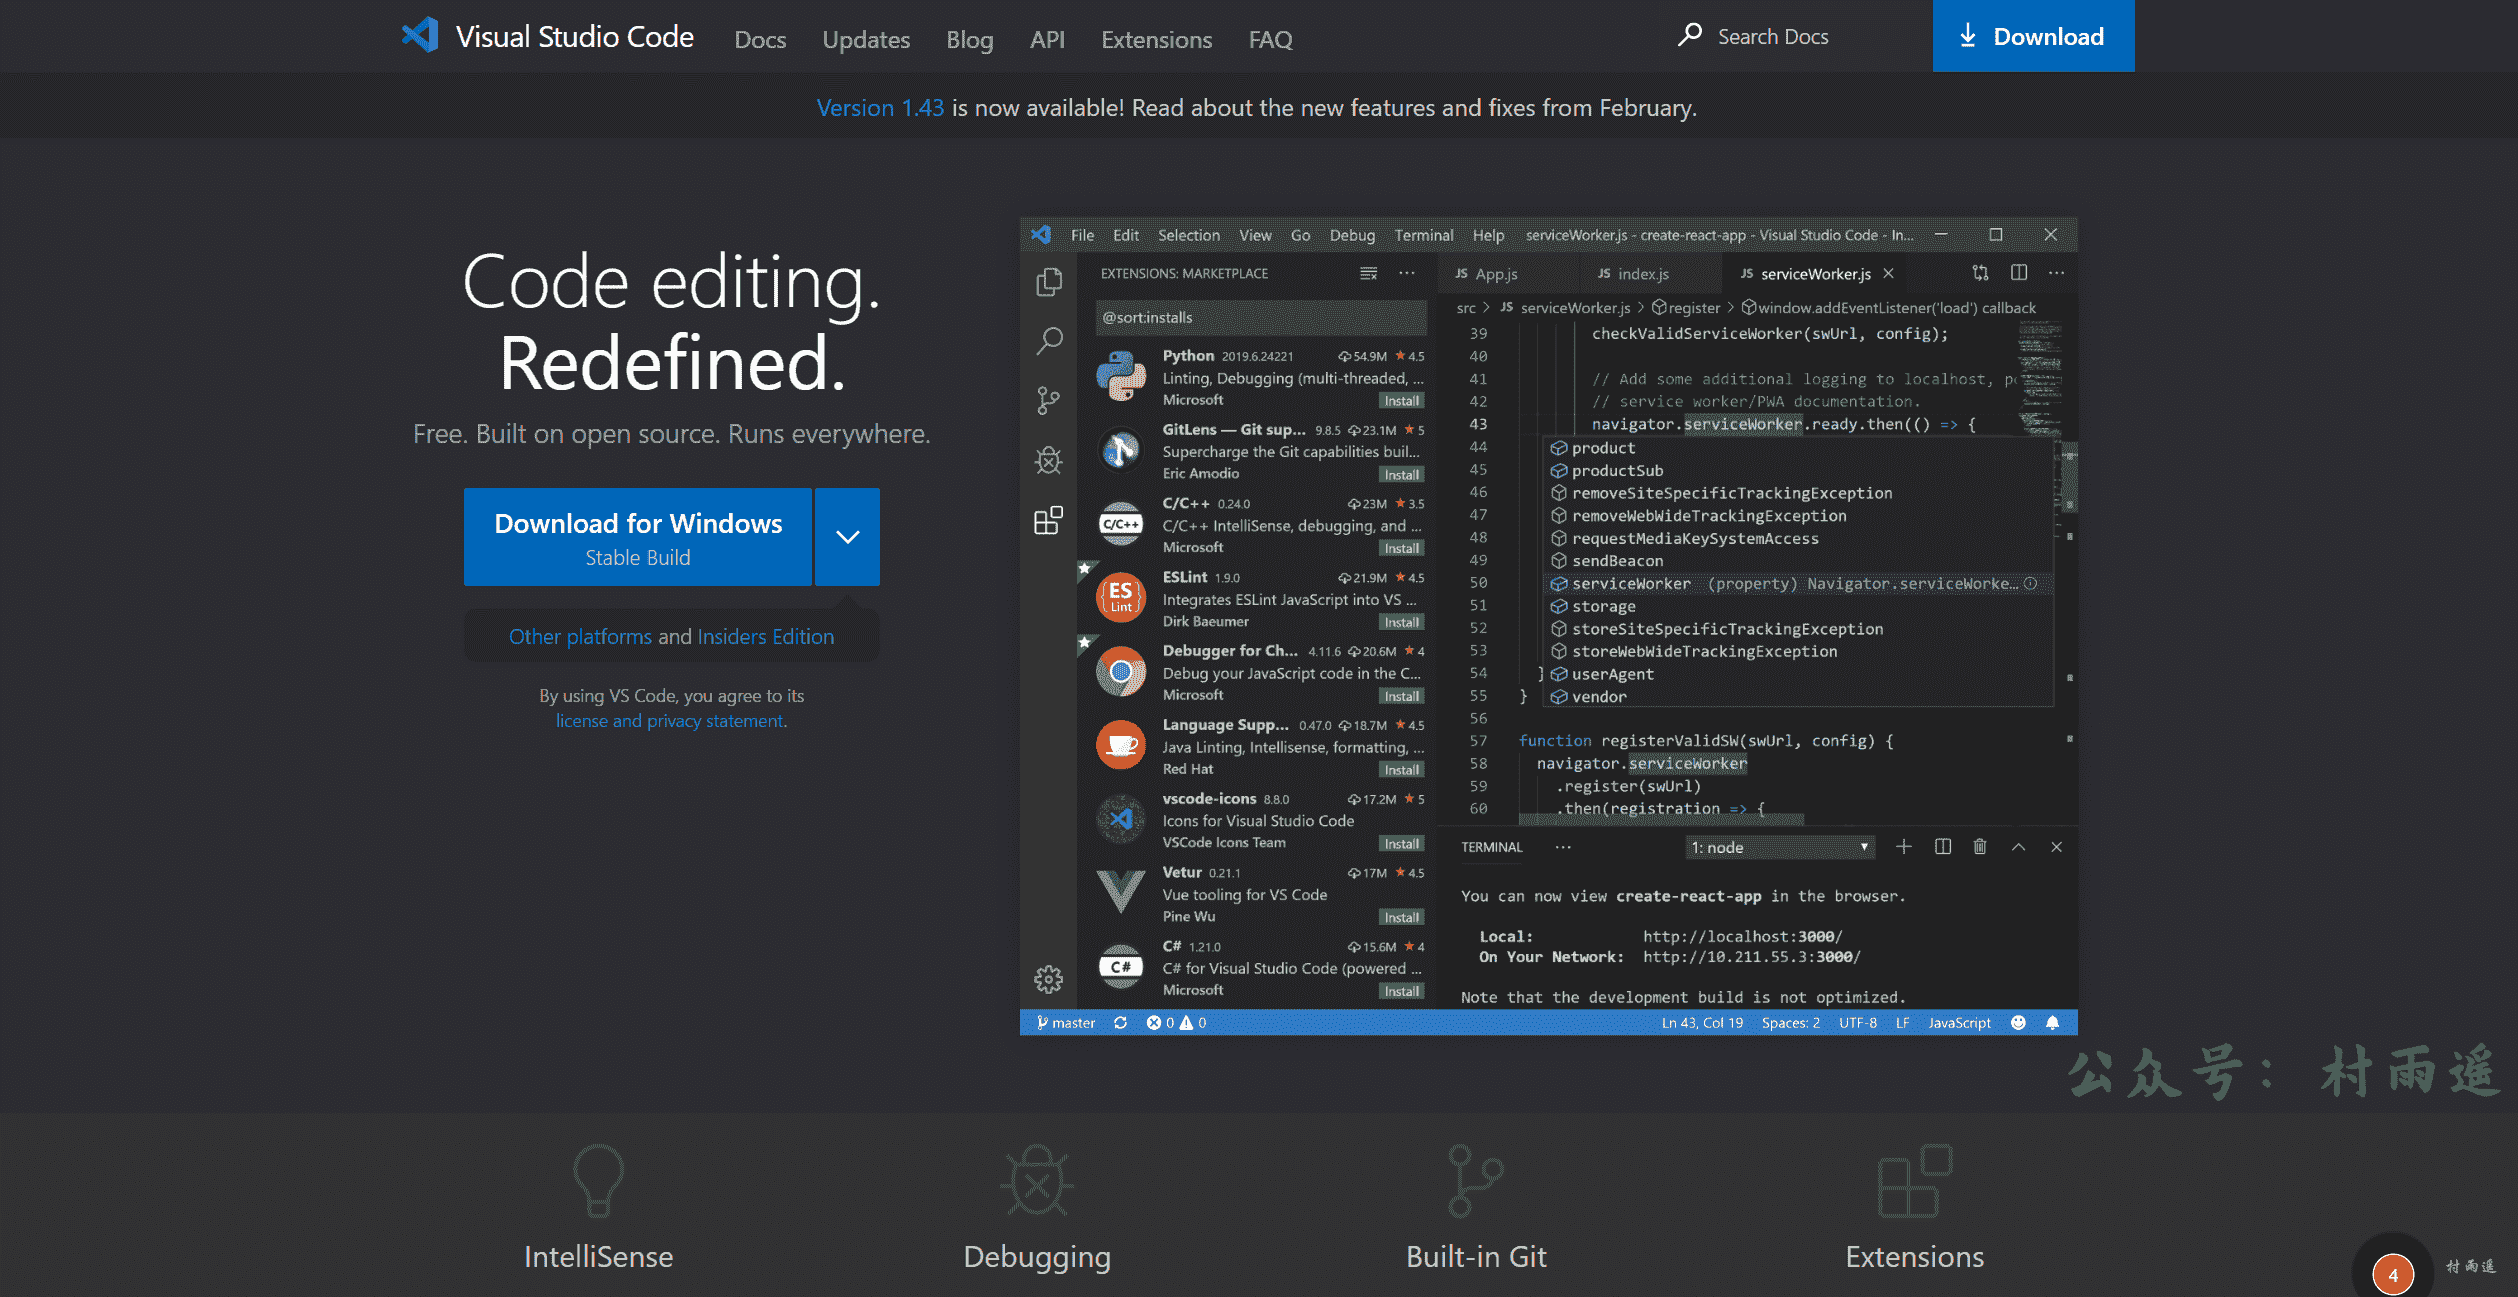 Visual Studio Code Docs Updates Blog API Extensions FAQ Search Docs Download
Version 1.43 is now available! Read about the new features and fixes from February.
Code editing.
Redefined.
Free. Built on open source. Runs everywhere.
Download for Windows
Stable Build
Other platforms and Insiders Edition
By using VS Code, you agree to its
license and privacy statement.
File Edit Selection View Go Debug Terminal Help serviceWorker.js - create-react-app - Visual Studio Code - In...
EXTENSIONS: MARKETPLACE
@sort:installs
Python 2019.6.24221 54.9M 4.5
Linting, Debugging (multi-threaded, ...
Microsoft Install
GitLens — Git sup... 9.8.5 23.1M 5
Supercharge the Git capabilities buil...
Eric Amodio Install
C/C++
C/C++ 0.24.0 23M 3.5
C/C++ IntelliSense, debugging, and ...
Microsoft Install
ES
Lint
ESLint 1.9.0 21.9M 4.5
Integrates ESLint JavaScript into VS ...
Dirk Baeumer Install
Debugger for Ch... 4.11.6 20.6M 4
Debug your JavaScript code in the C...
Microsoft Install
Language Supp... 0.47.0 18.7M 4.5
Java Linting, Intellisense, formatting, ...
Red Hat Install
vscode-icons 8.8.0 17.2M 5
Icons for Visual Studio Code
VSCode Icons Team Install
Vetur 0.21.1 17M 4.5
Vue tooling for VS Code
Pine Wu Install
C#
C# 1.21.0 15.6M 4
C# for Visual Studio Code (powered ...
Microsoft Install
JS App.js JS index.js JS serviceWorker.js
src > JS serviceWorker.js > register > window.addEventListener('load') callback
39 checkValidServiceWorker(swUrl, config);
40
41 // Add some additional logging to localhost, p
42 // service worker/PWA documentation.
43 navigator.serviceWorker.ready.then(() => {
44 product
45 productSub
46 removeSiteSpecificTrackingException
47 removeWebWideTrackingException
48 requestMediaKeySystemAccess
49 sendBeacon
50 serviceWorker (property) Navigator.serviceWorke...
51 storage
52 storeSiteSpecificTrackingException
53 storeWebWideTrackingException
54 } userAgent
55 } vendor
56
57 function registerValidSW(swUrl, config) {
58 navigator.serviceWorker
59 .register(swUrl)
60 .then(registration => {
TERMINAL ... 1: node
You can now view create-react-app in the browser.
Local: http://localhost:3000/
On Your Network: http://10.211.55.3:3000/
Note that the development build is not optimized.
master 0 0 Ln 43, Col 19 Spaces: 2 UTF-8 LF JavaScript
公众号：村雨遥
IntelliSense Debugging Built-in Git Extensions
4 村雨遥